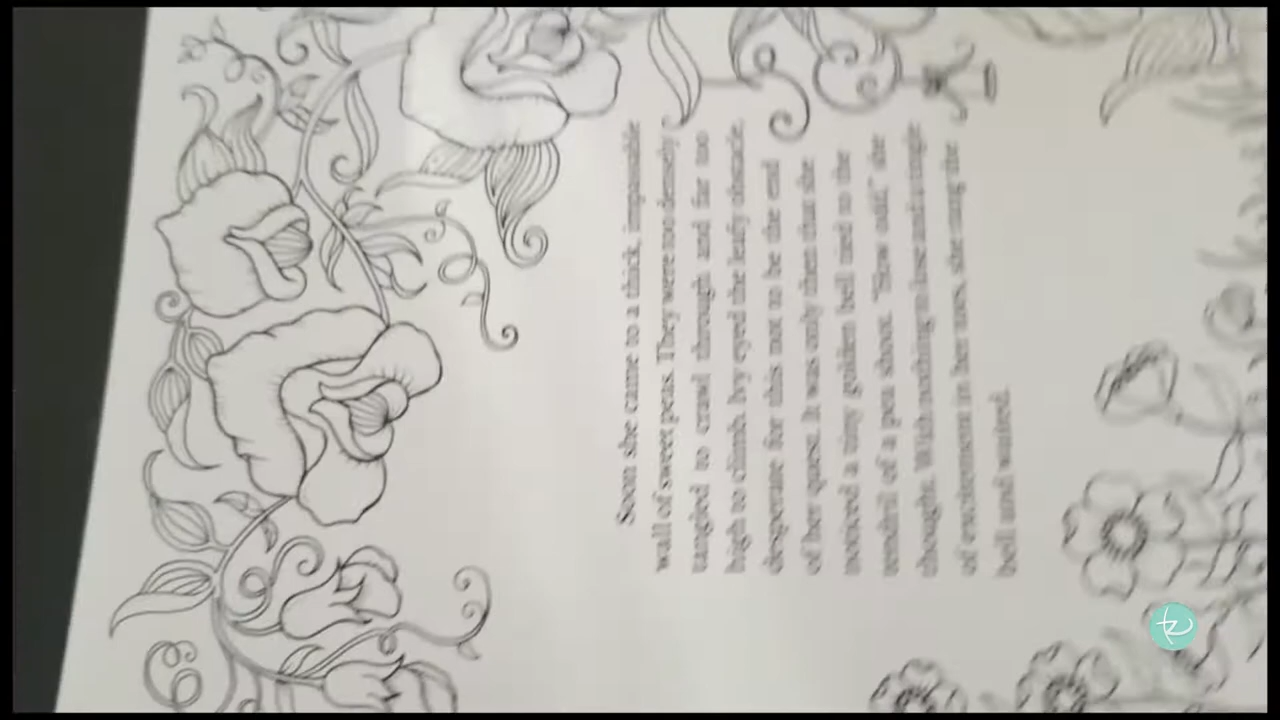 Soon she came to a thick, impassable
wall of sweet peas. They were too densely
tangled to crawl through and far too
high to climb. Ivy eyed the leafy obstacle,
desperate for this not to be the end
of her quest. It was only then that she
noticed a tiny golden bell tied to the
tendril of a pea shoot. "How odd," she
thought. With nothing to lose and a tingle
of excitement in her toes, she rang the
bell and waited.